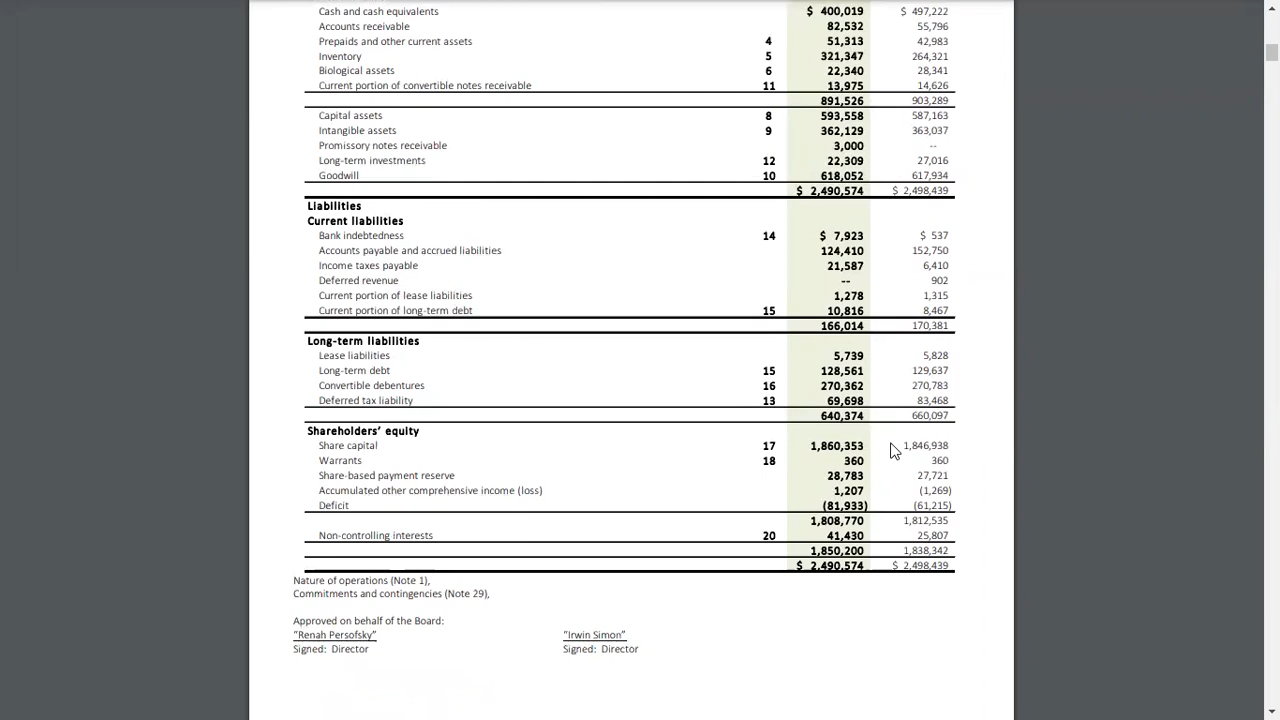 Cash and cash equivalents $ 400,019 $ 497,222
Accounts receivable 82,532 55,796
Prepaids and other current assets 4 51,313 42,983
Inventory 5 321,347 264,321
Biological assets 6 22,340 28,341
Current portion of convertible notes receivable 11 13,975 14,626
891,526 903,289
Capital assets 8 593,558 587,163
Intangible assets 9 362,129 363,037
Promissory notes receivable 3,000 --
Long-term investments 12 22,309 27,016
Goodwill 10 618,052 617,934
$ 2,490,574 $ 2,498,439
Liabilities
Current liabilities
Bank indebtedness 14 $ 7,923 $ 537
Accounts payable and accrued liabilities 124,410 152,750
Income taxes payable 21,587 6,410
Deferred revenue -- 902
Current portion of lease liabilities 1,278 1,315
Current portion of long-term debt 15 10,816 8,467
166,014 170,381
Long-term liabilities
Lease liabilities 5,739 5,828
Long-term debt 15 128,561 129,637
Convertible debentures 16 270,362 270,783
Deferred tax liability 13 69,698 83,468
640,374 660,097
Shareholders' equity
Share capital 17 1,860,353 1,846,938
Warrants 18 360 360
Share-based payment reserve 28,783 27,721
Accumulated other comprehensive income (loss) 1,207 (1,269)
Deficit (81,933) (61,215)
1,808,770 1,812,535
Non-controlling interests 20 41,430 25,807
1,850,200 1,838,342
$ 2,490,574 $ 2,498,439
Nature of operations (Note 1),
Commitments and contingencies (Note 29),
Approved on behalf of the Board:
"Renah Persofsky" "Irwin Simon"
Signed: Director Signed: Director